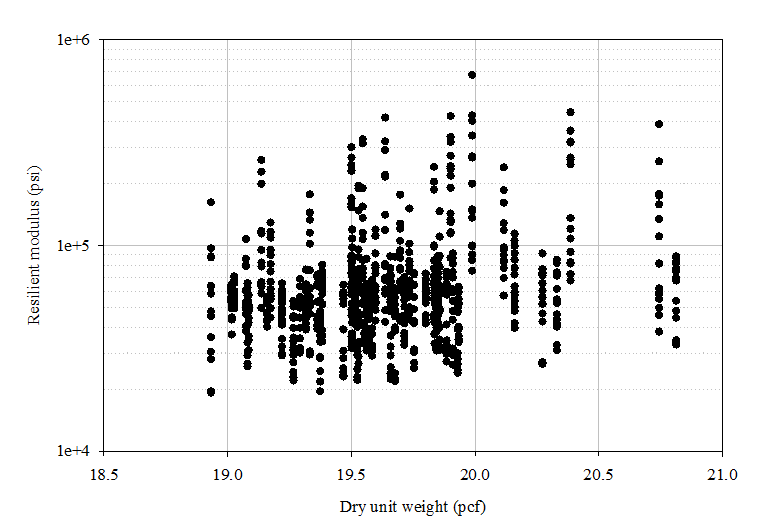 1e+6
1e+5
1e+4
Resilient modulus (psi)
18.5 19.0 19.5 20.0 20.5 21.0
Dry unit weight (pcf)